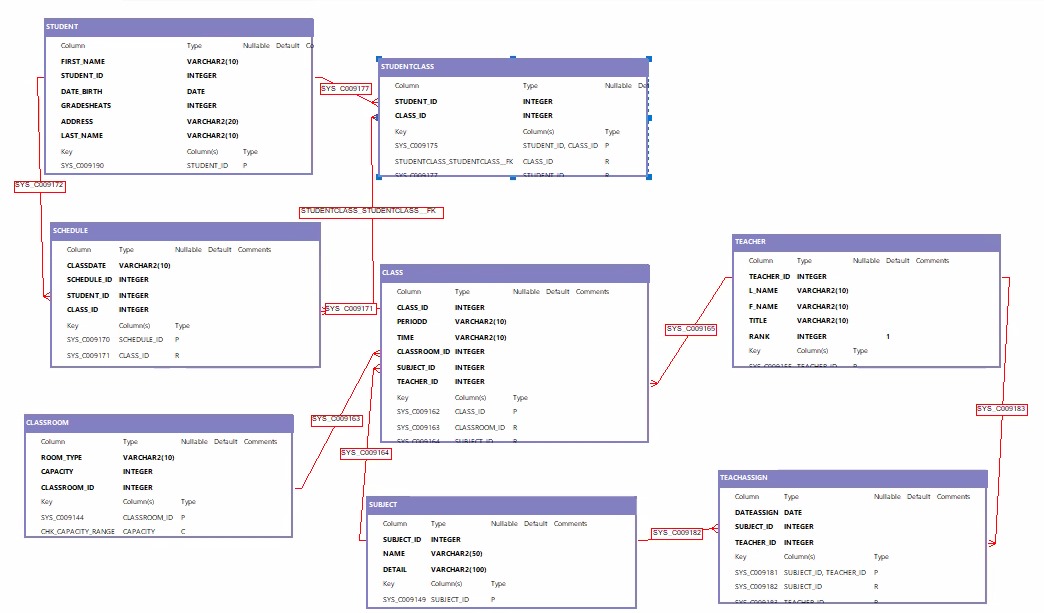 STUDENT
Column Type Nullable Default Co
FIRST_NAME VARCHAR2(10)
STUDENT_ID INTEGER
DATE_BIRTH DATE
GRADESHEATS INTEGER
ADDRESS VARCHAR2(20)
LAST_NAME VARCHAR2(10)
Key Column(s) Type
SYS_C009190 STUDENT_ID P
SYS_C009177
STUDENTCLASS
Column Type Nullable Def
STUDENT_ID INTEGER
CLASS_ID INTEGER
Key Column(s) Type
SYS_C009175 STUDENT_ID, CLASS_ID P
STUDENTCLASS_STUDENTCLASS__FK CLASS_ID R
SYS_C009177 STUDENT_ID R
SYS_C009172
STUDENTCLASS_STUDENTCLASS__FK
SCHEDULE
Column Type Nullable Default Comments
CLASSDATE VARCHAR2(10)
SCHEDULE_ID INTEGER
STUDENT_ID INTEGER
CLASS_ID INTEGER
Key Column(s) Type
SYS_C009170 SCHEDULE_ID P
SYS_C009171 CLASS_ID R
SYS_C009171
CLASS
Column Type Nullable Default Comments
CLASS_ID INTEGER
PERIODD VARCHAR2(10)
TIME VARCHAR2(10)
CLASSROOM_ID INTEGER
SUBJECT_ID INTEGER
TEACHER_ID INTEGER
Key Column(s) Type
SYS_C009162 CLASS_ID P
SYS_C009163 CLASSROOM_ID R
SYS_C009164 SUBJECT_ID R
SYS_C009165
TEACHER
Column Type Nullable Default Comments
TEACHER_ID INTEGER
L_NAME VARCHAR2(10)
F_NAME VARCHAR2(10)
TITLE VARCHAR2(10)
RANK INTEGER 1
Key Column(s) Type
SYS_C009155 TEACHER_ID P
SYS_C009183
CLASSROOM
Column Type Nullable Default Comments
ROOM_TYPE VARCHAR2(10)
CAPACITY INTEGER
CLASSROOM_ID INTEGER
Key Column(s) Type
SYS_C009144 CLASSROOM_ID P
CHK_CAPACITY_RANGE CAPACITY C
SYS_C009163
SYS_C009164
SUBJECT
Column Type Nullable Default Comments
SUBJECT_ID INTEGER
NAME VARCHAR2(50)
DETAIL VARCHAR2(100)
Key Column(s) Type
SYS_C009149 SUBJECT_ID P
SYS_C009182
TEACHASSIGN
Column Type Nullable Default Comments
DATEASSIGN DATE
SUBJECT_ID INTEGER
TEACHER_ID INTEGER
Key Column(s) Type
SYS_C009181 SUBJECT_ID, TEACHER_ID P
SYS_C009182 SUBJECT_ID R
SYS_C009183 TEACHER_ID R